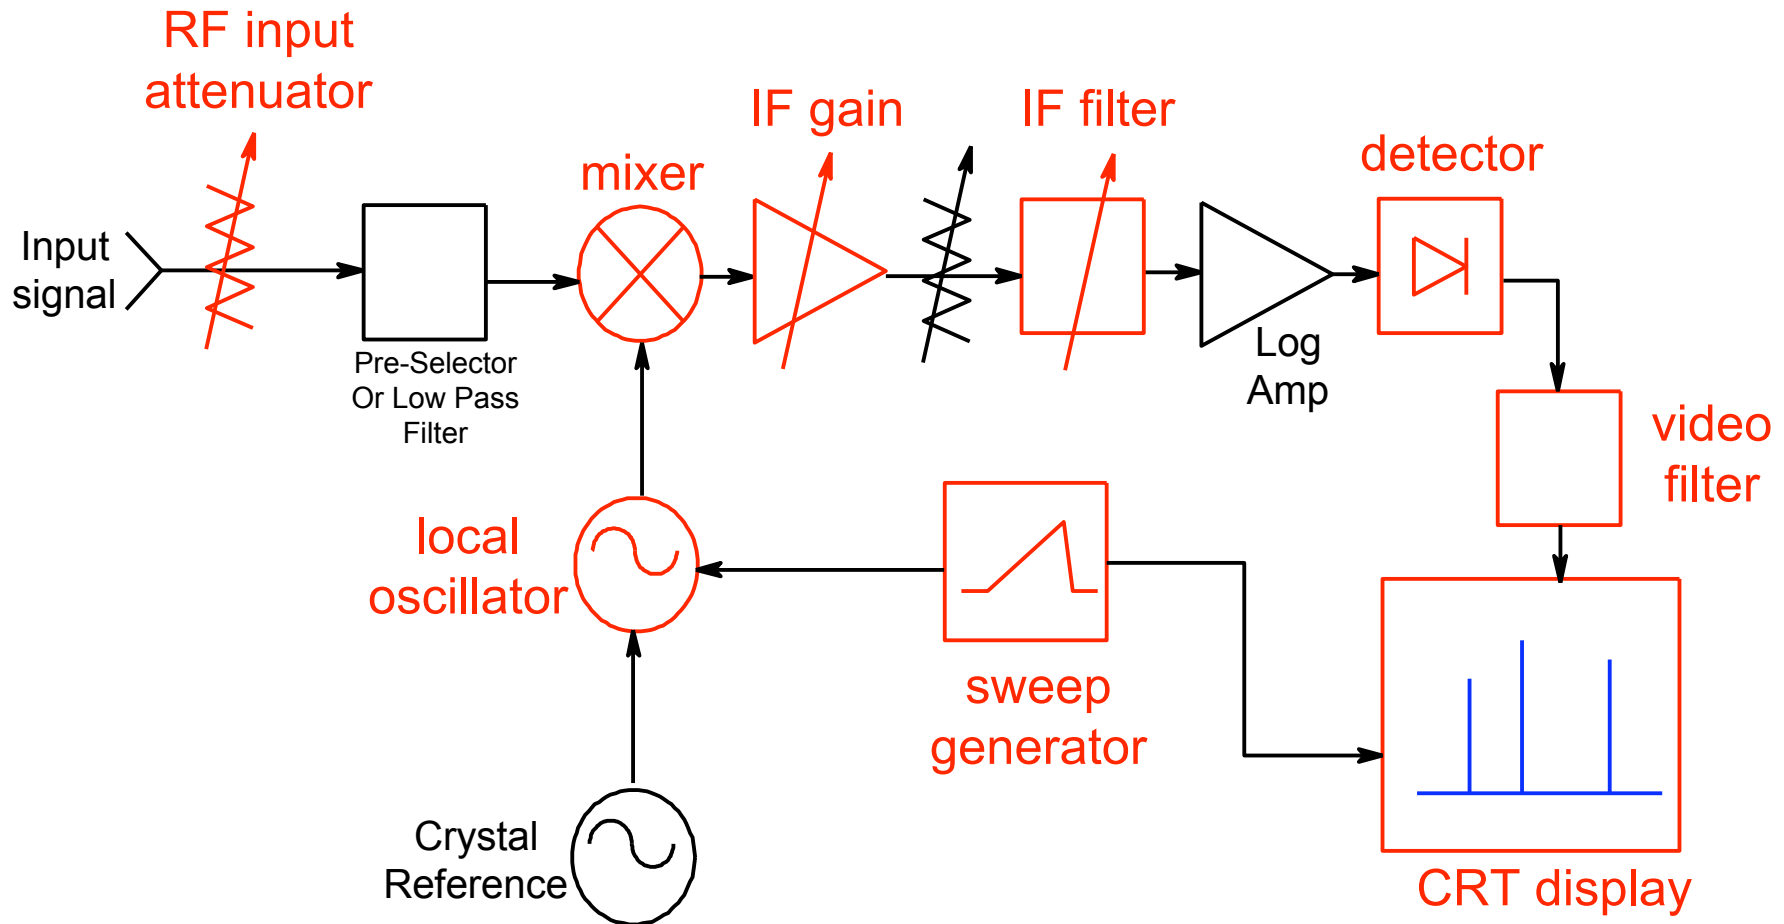 RF input
attenuator
IF gain
IF filter
detector
mixer
Input
signal
Pre-Selector
Or Low Pass
Filter
Log
Amp
video
filter
local
oscillator
sweep
generator
Crystal
Reference
CRT display